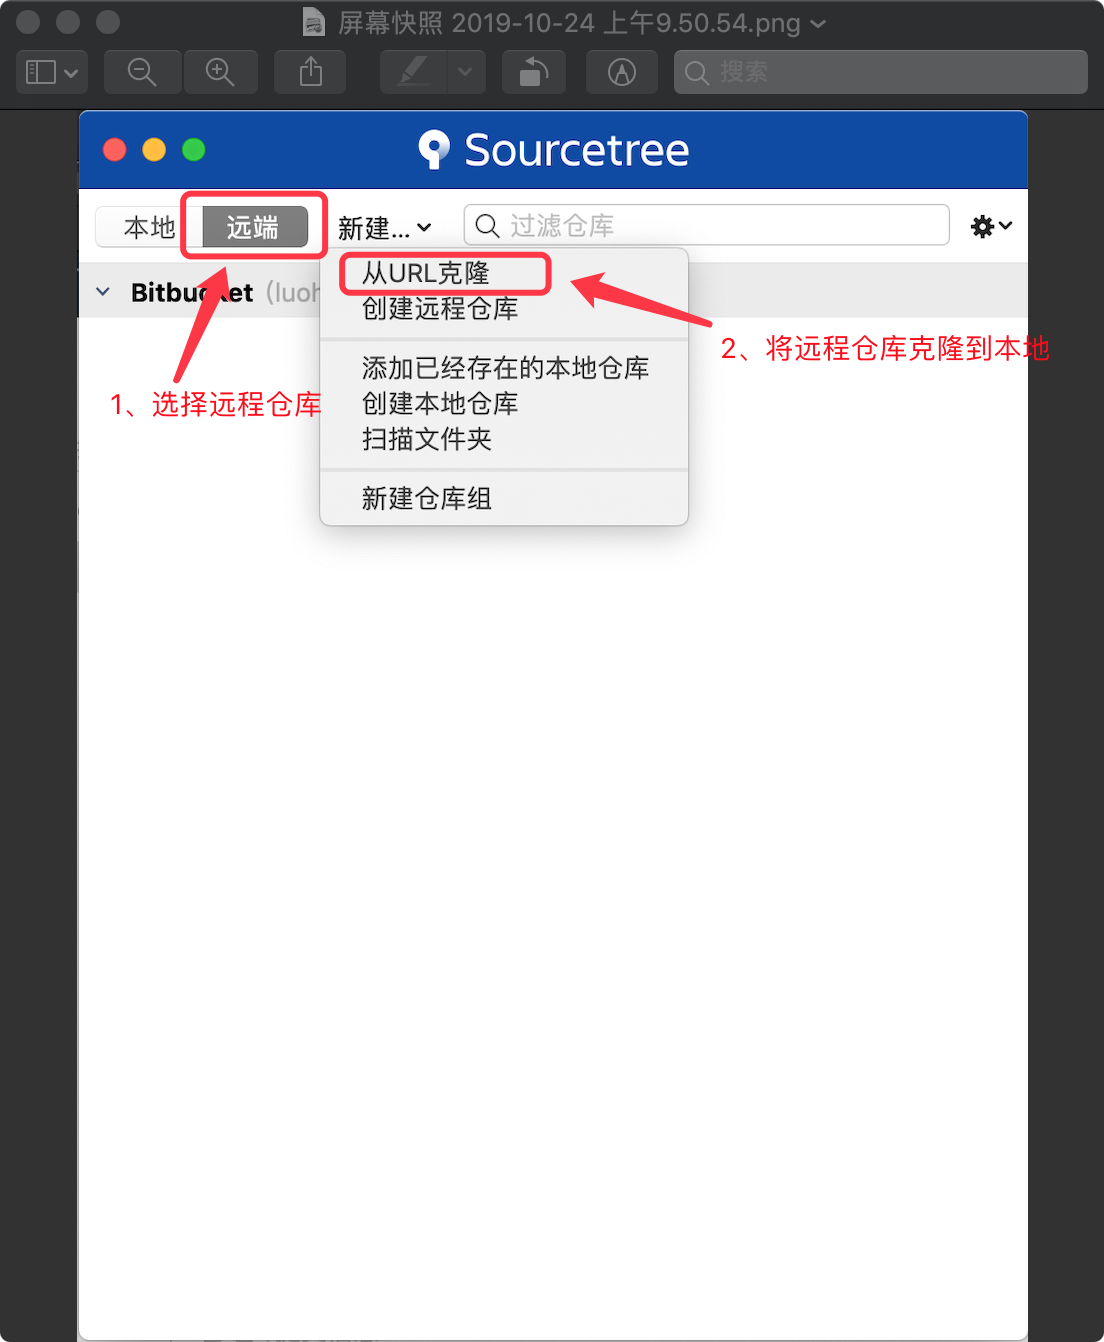 屏幕快照 2019-10-24 上午9.50.54.png
搜索
Sourcetree
本地 远端 新建... 过滤仓库
从URL克隆
Bitbucket (luoh
创建远程仓库
2、将远程仓库克隆到本地
添加已经存在的本地仓库
1、选择远程仓库
创建本地仓库
扫描文件夹
新建仓库组